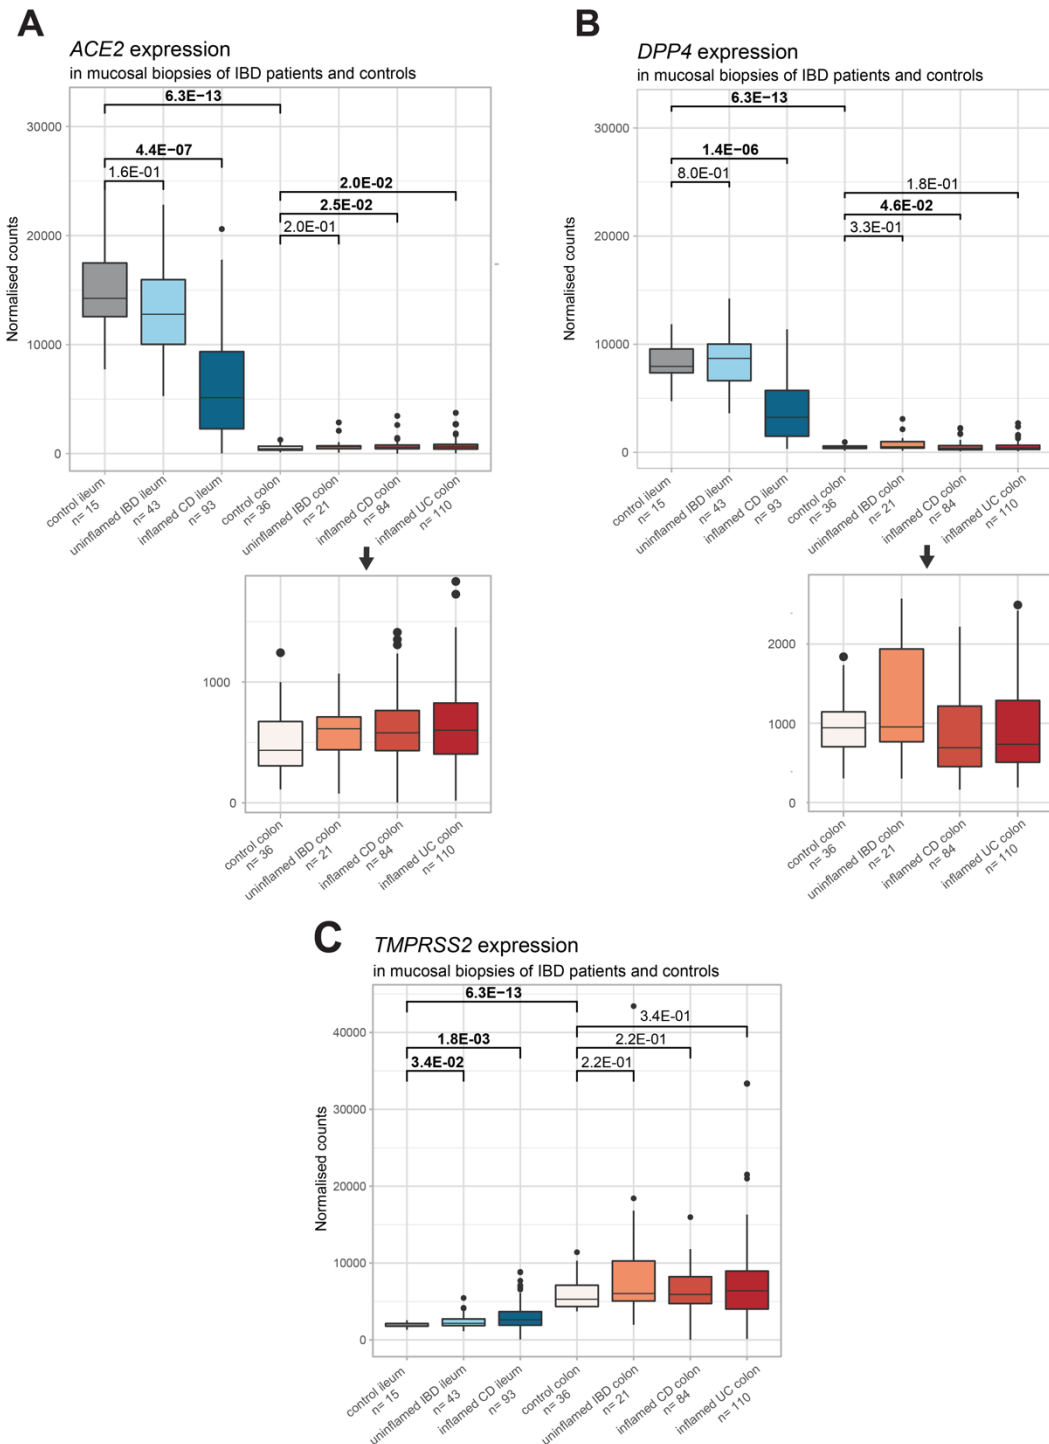 A
ACE2 expression
in mucosal biopsies of IBD patients and controls
6.3E−13
4.4E−07
1.6E−01
2.0E−02
2.5E−02
2.0E−01
Normalised counts
30000
20000
10000
0
control ileum
n= 15
uninflamed IBD ileum
n= 43
inflamed CD ileum
n= 93
control colon
n= 36
uninflamed IBD colon
n= 21
inflamed CD colon
n= 84
inflamed UC colon
n= 110
1000
0
control colon
n= 36
uninflamed IBD colon
n= 21
inflamed CD colon
n= 84
inflamed UC colon
n= 110
B
DPP4 expression
in mucosal biopsies of IBD patients and controls
6.3E−13
1.4E−06
8.0E−01
1.8E−01
4.6E−02
3.3E−01
Normalised counts
30000
20000
10000
0
control ileum
n= 15
uninflamed IBD ileum
n= 43
inflamed CD ileum
n= 93
control colon
n= 36
uninflamed IBD colon
n= 21
inflamed CD colon
n= 84
inflamed UC colon
n= 110
2000
1000
0
control colon
n= 36
uninflamed IBD colon
n= 21
inflamed CD colon
n= 84
inflamed UC colon
n= 110
C
TMPRSS2 expression
in mucosal biopsies of IBD patients and controls
6.3E−13
1.8E−03
3.4E−02
3.4E−01
2.2E−01
2.2E−01
Normalised counts
40000
30000
20000
10000
0
control ileum
n= 15
uninflamed IBD ileum
n= 43
inflamed CD ileum
n= 93
control colon
n= 36
uninflamed IBD colon
n= 21
inflamed CD colon
n= 84
inflamed UC colon
n= 110